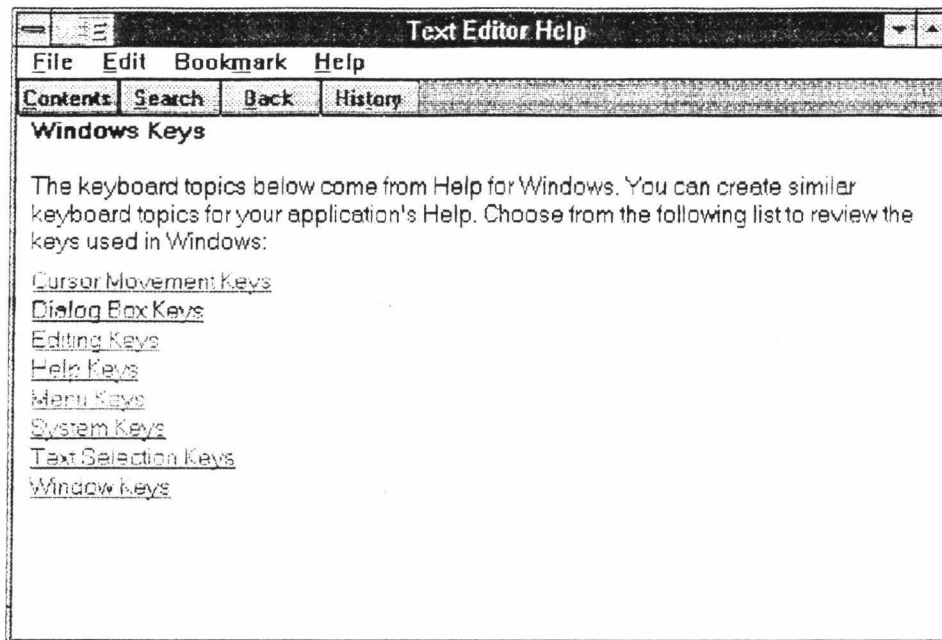 Text Editor Help
File Edit Bookmark Help
Contents Search Back History
Windows Keys
The keyboard topics below come from Help for Windows. You can create similar
keyboard topics for your application's Help. Choose from the following list to review the
keys used in Windows:
Cursor Movement Keys
Dialog Box Keys
Editing Keys
Help Keys
Menu Keys
System Keys
Text Selection Keys
Window Keys